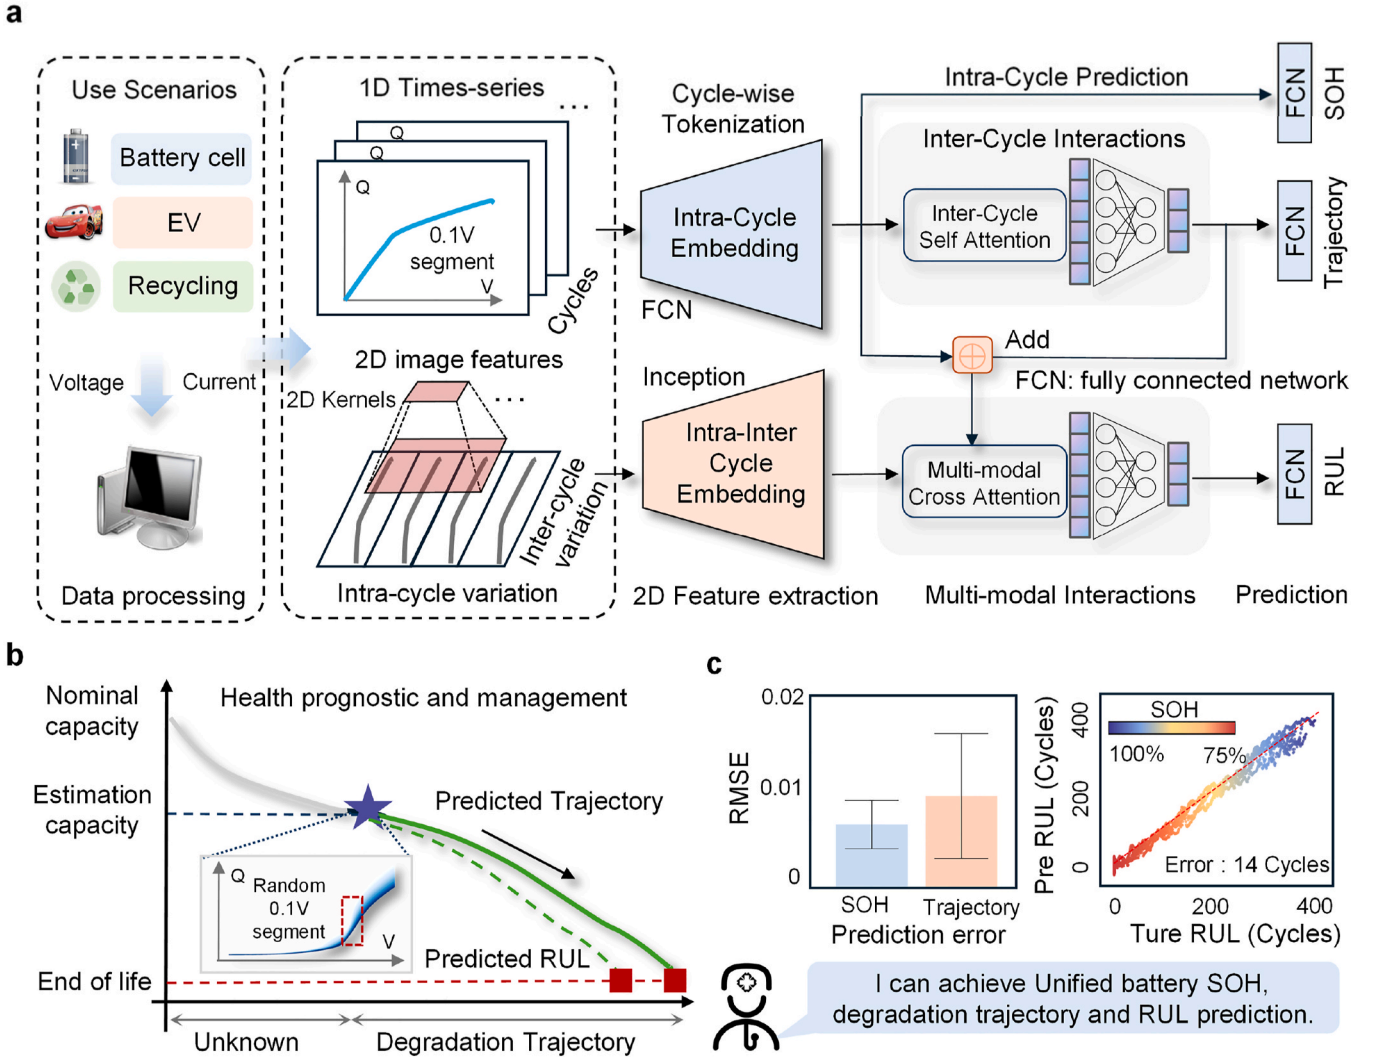 a
Use Scenarios
Battery cell
EV
Recycling
Voltage
Current
Data processing
1D Times-series
...
Q
Q
Q
0.1V
segment
V
Cycles
2D image features
2D Kernels
...
Inter-cycle
variation
Intra-cycle variation
Cycle-wise
Tokenization
Intra-Cycle
Embedding
FCN
Inception
Intra-Inter
Cycle
Embedding
2D Feature extraction
Intra-Cycle Prediction
Inter-Cycle Interactions
Inter-Cycle
Self Attention
Add
FCN: fully connected network
Multi-modal
Cross Attention
Multi-modal Interactions
FCN
SOH
FCN
Trajectory
FCN
RUL
Prediction
b
Nominal
capacity
Health prognostic and management
Estimation
capacity
Predicted Trajectory
Q
Random
0.1V
segment
V
Predicted RUL
End of life
Unknown
Degradation Trajectory
c
0.02
0.01
0
RMSE
SOH
Trajectory
Prediction error
Pre RUL (Cycles)
400
200
0
SOH
100%
75%
Error : 14 Cycles
0
200
400
Ture RUL (Cycles)
I can achieve Unified battery SOH,
degradation trajectory and RUL prediction.